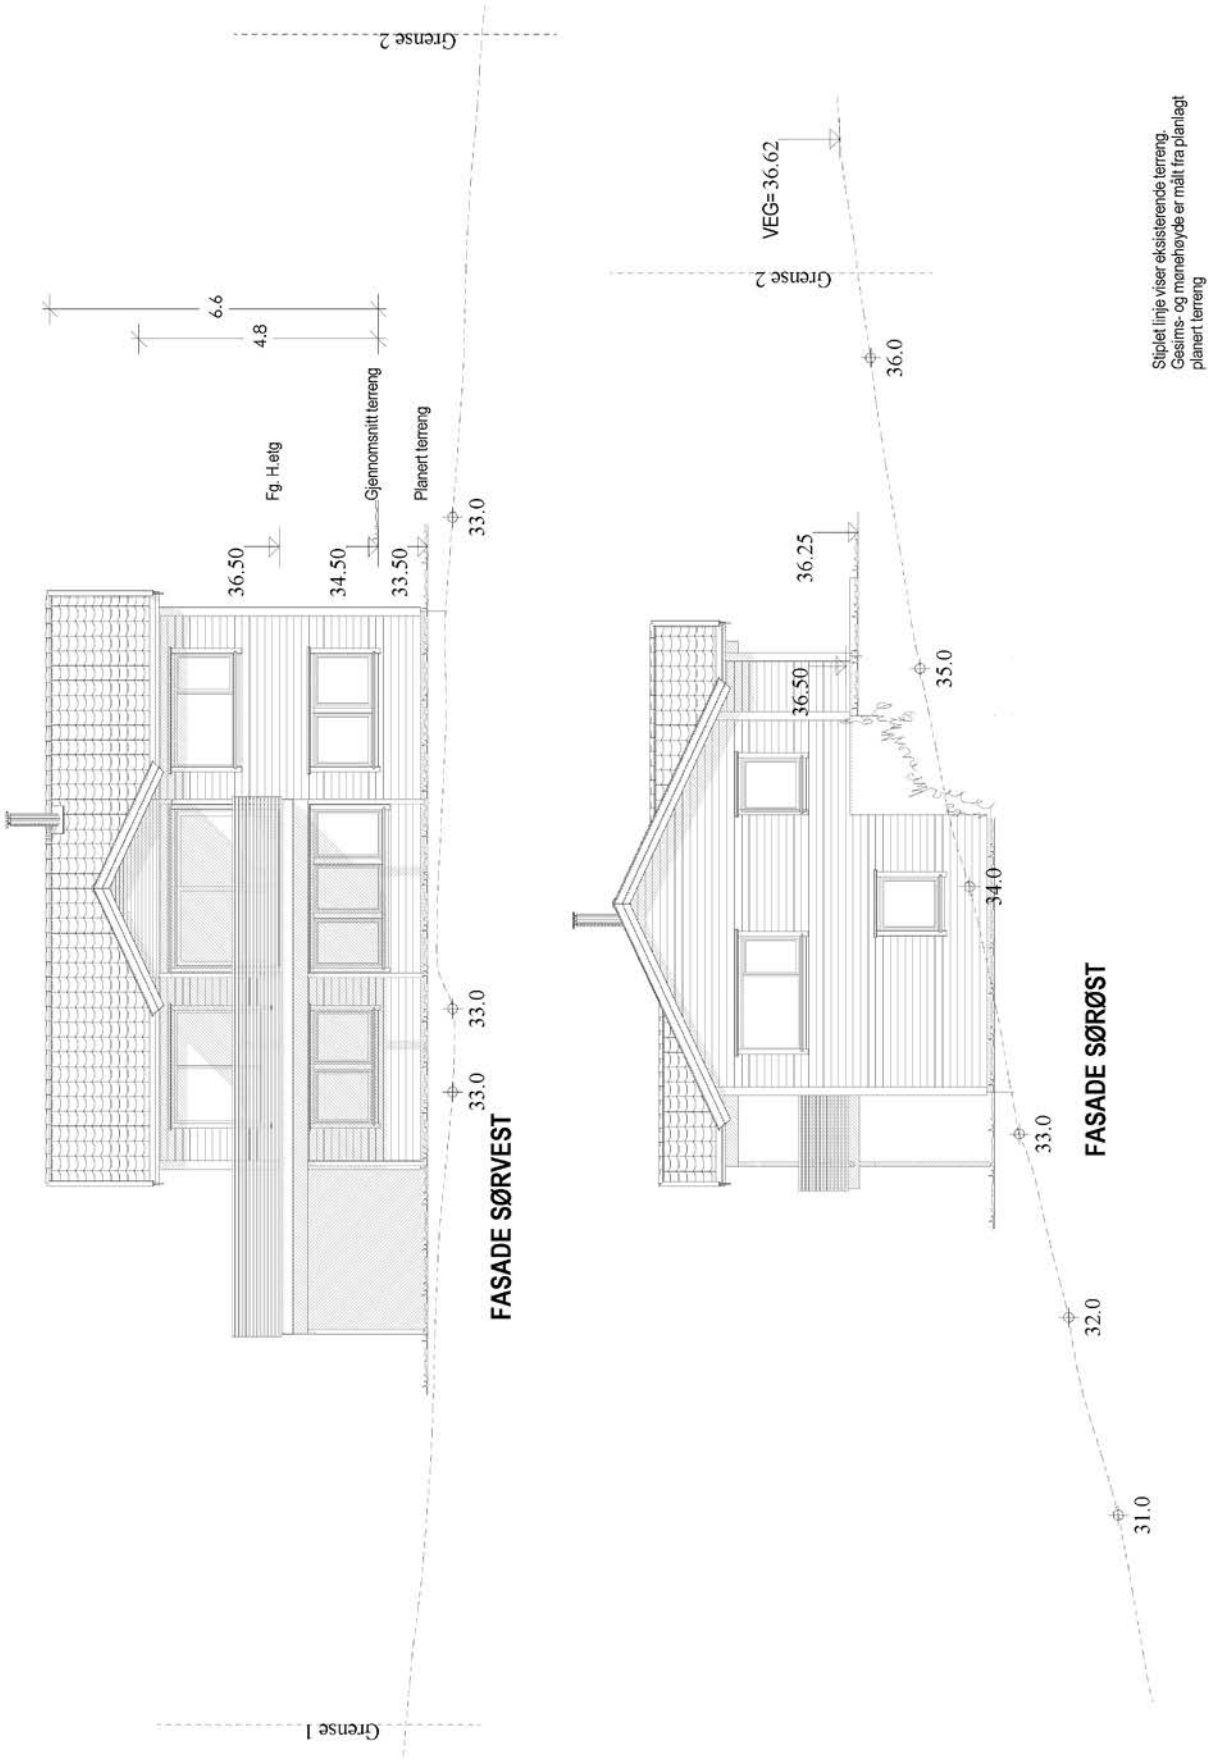 Grense 1
Grense 2
6.6
4.8
36.50
Fg. H.etg
34.50
Gjennomsnitt terreng
33.50
Planert terreng
33.0
33.0
33.0
FASADE SØRVEST
VEG= 36.62
Grense 2
36.25
36.50
36.0
35.0
34.0
33.0
32.0
31.0
FASADE SØRØST
Stiplet linje viser eksisterende terreng.
Gesims- og mønehøyde er målt fra planlagt
planert terreng